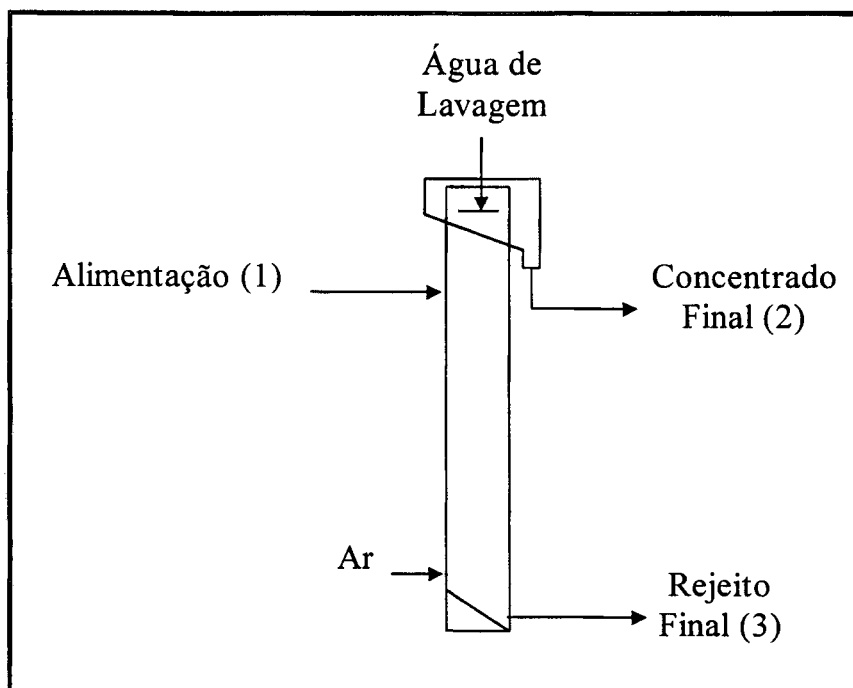 Água de
Lavagem
Alimentação (1)
Concentrado
Final (2)
Ar
Rejeito
Final (3)